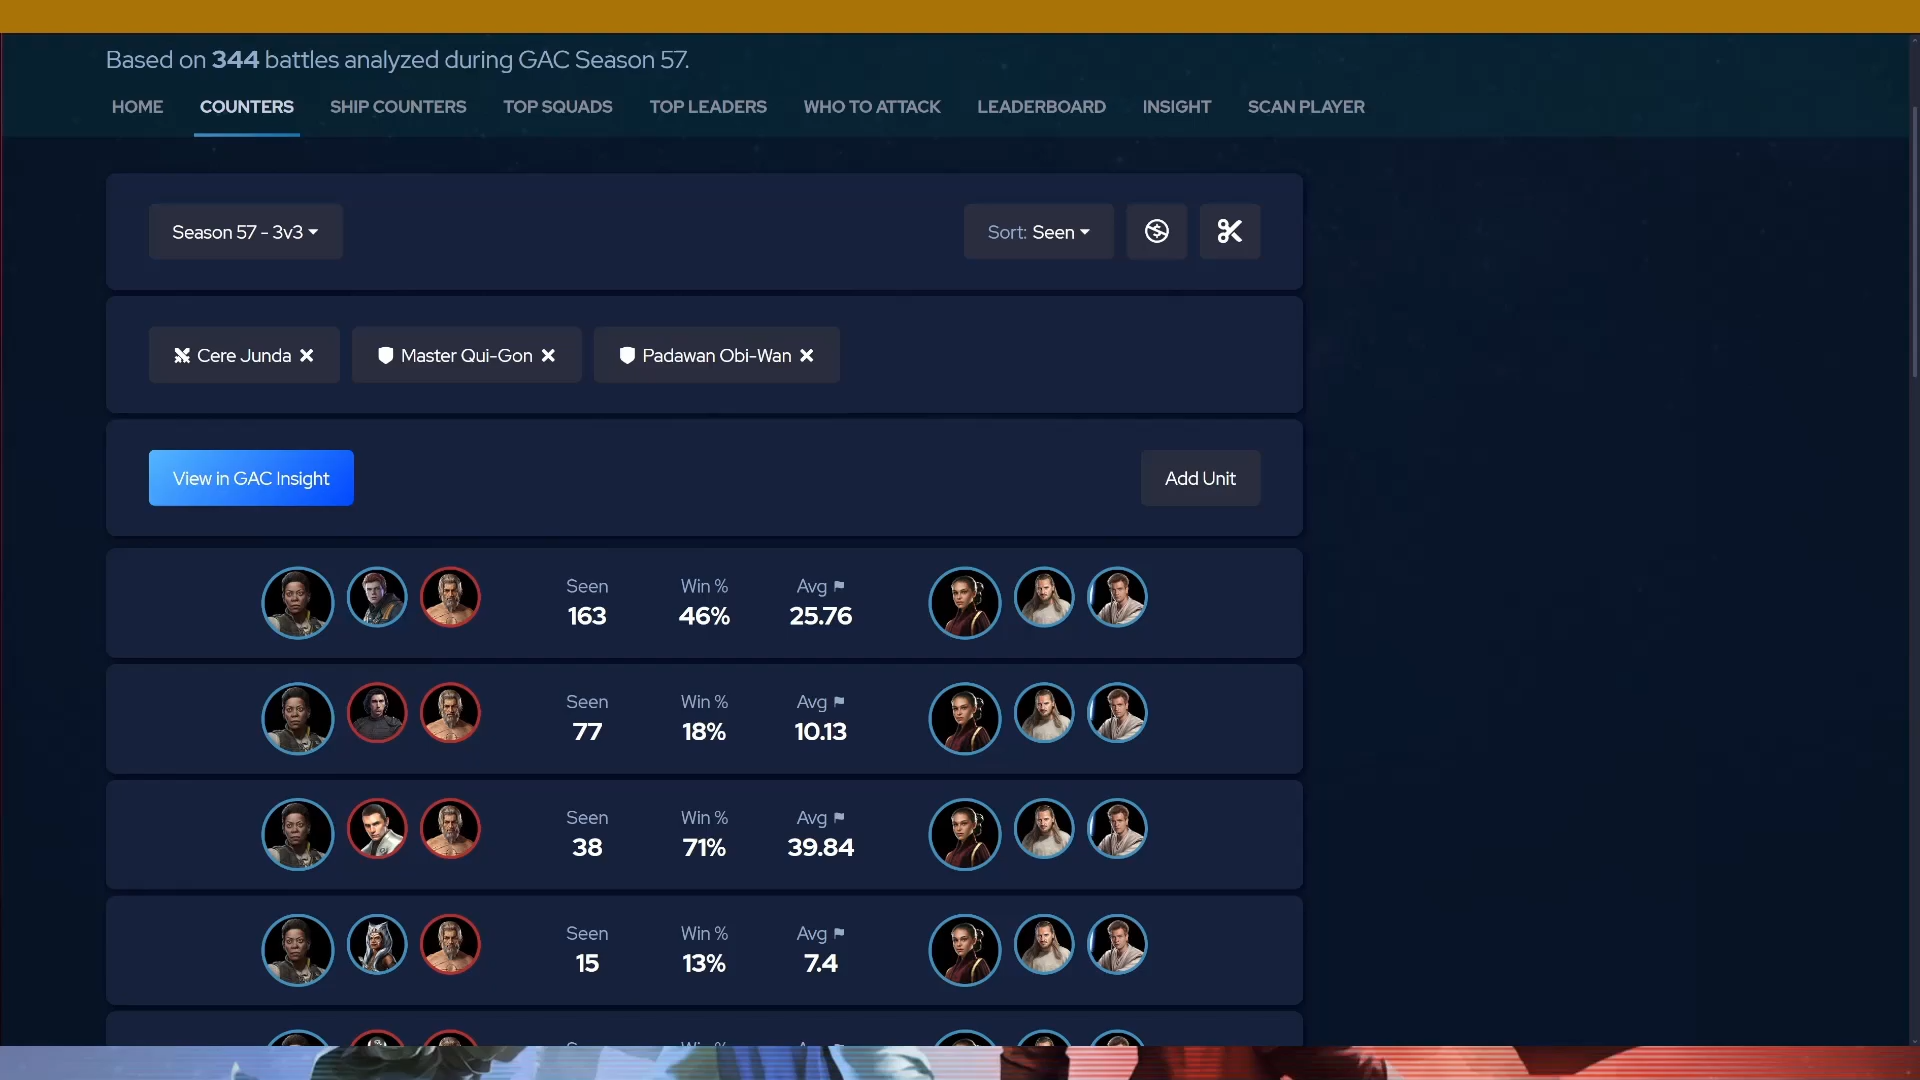 Based on 344 battles analyzed during GAC Season 57.
HOME COUNTERS SHIP COUNTERS TOP SQUADS TOP LEADERS WHO TO ATTACK LEADERBOARD INSIGHT SCAN PLAYER
Season 57 - 3v3 Sort: Seen
Cere Junda Master Qui-Gon Padawan Obi-Wan
View in GAC Insight Add Unit
Seen Win % Avg
163 46% 25.76
Seen Win % Avg
77 18% 10.13
Seen Win % Avg
38 71% 39.84
Seen Win % Avg
15 13% 7.4